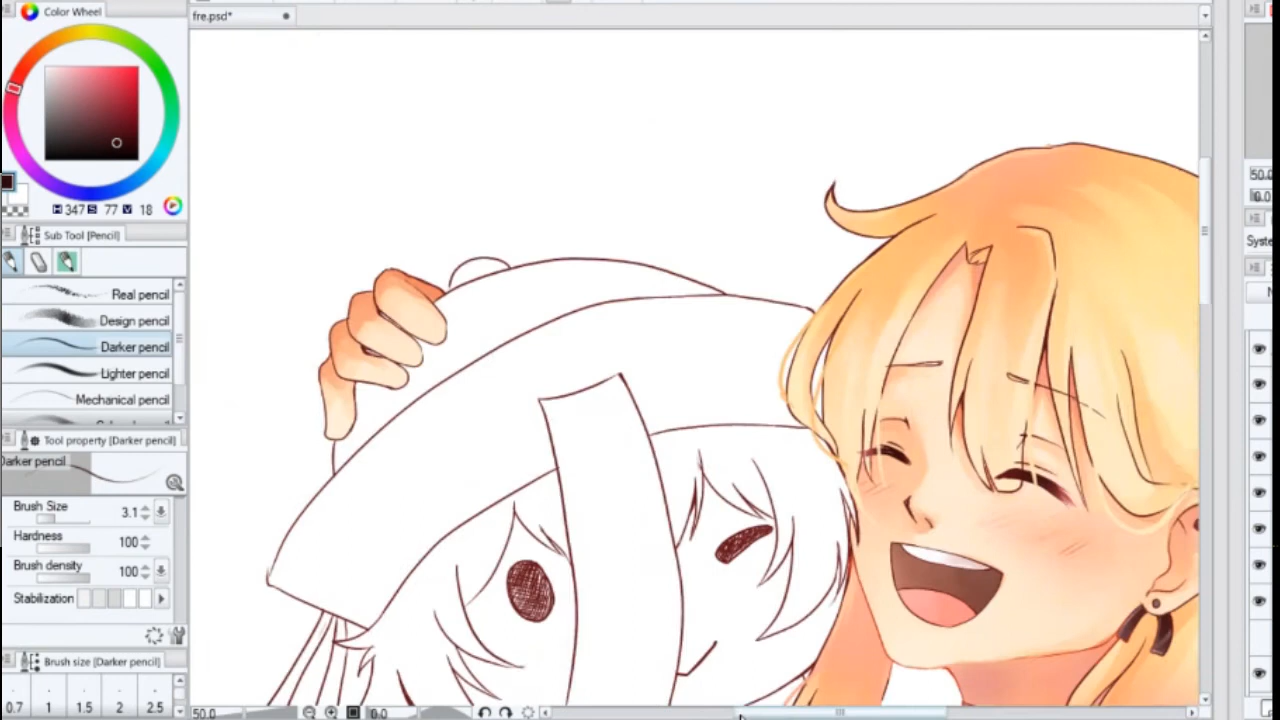 Color Wheel
fre.psd*
H 347 S 77 V 18
Sub Tool [Pencil]
Real pencil
Design pencil
Darker pencil
Lighter pencil
Mechanical pencil
Tool property [Darker pencil]
Darker pencil
Brush Size 3.1
Hardness 100
Brush density 100
Stabilization
Brush size [Darker pencil]
0.7 1 1.5 2 2.5
50.0 0.0
50.0
0.0
Syste